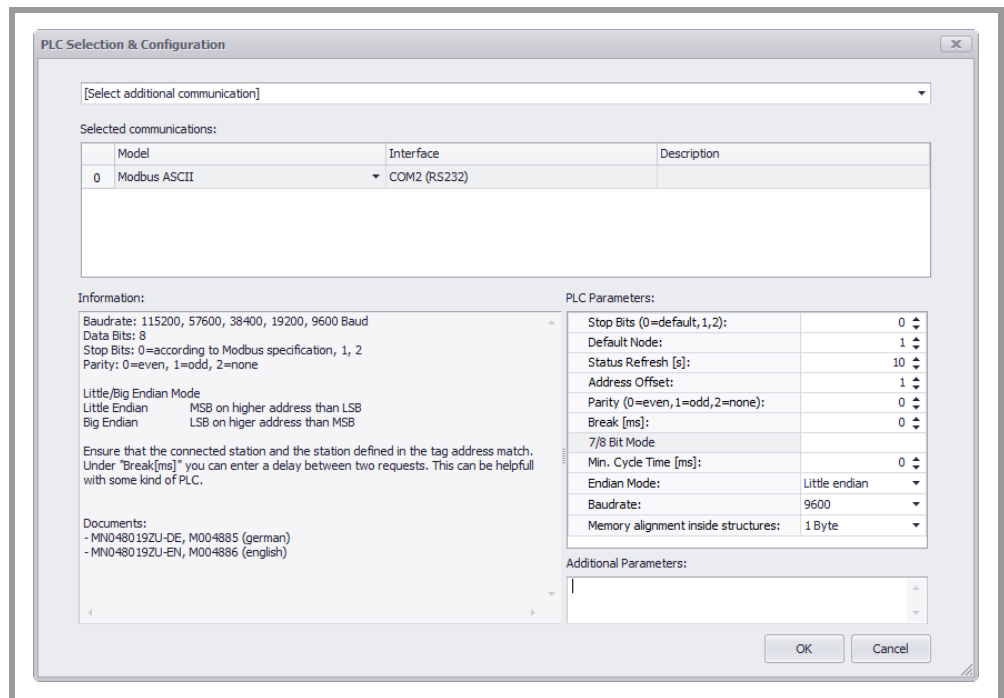 PLC Selection & Configuration
[Select additional communication]
Selected communications:
Model Interface Description
0 Modbus ASCII COM2 (RS232)
Information:
Baudrate: 115200, 57600, 38400, 19200, 9600 Baud
Data Bits: 8
Stop Bits: 0=according to Modbus specification, 1, 2
Parity: 0=even, 1=odd, 2=none
Little/Big Endian Mode
Little Endian MSB on higher address than LSB
Big Endian LSB on higer address than MSB
Ensure that the connected station and the station defined in the tag address match.
Under "Break[ms]" you can enter a delay between two requests. This can be helpfull
with some kind of PLC.
Documents:
- MN048019ZU-DE, M004885 (german)
- MN048019ZU-EN, M004886 (english)
PLC Parameters:
Stop Bits (0=default,1,2): 0
Default Node: 1
Status Refresh [s]: 10
Address Offset: 1
Parity (0=even,1=odd,2=none): 0
Break [ms]: 0
7/8 Bit Mode
Min. Cycle Time [ms]: 0
Endian Mode: Little endian
Baudrate: 9600
Memory alignment inside structures: 1 Byte
Additional Parameters:
OK Cancel